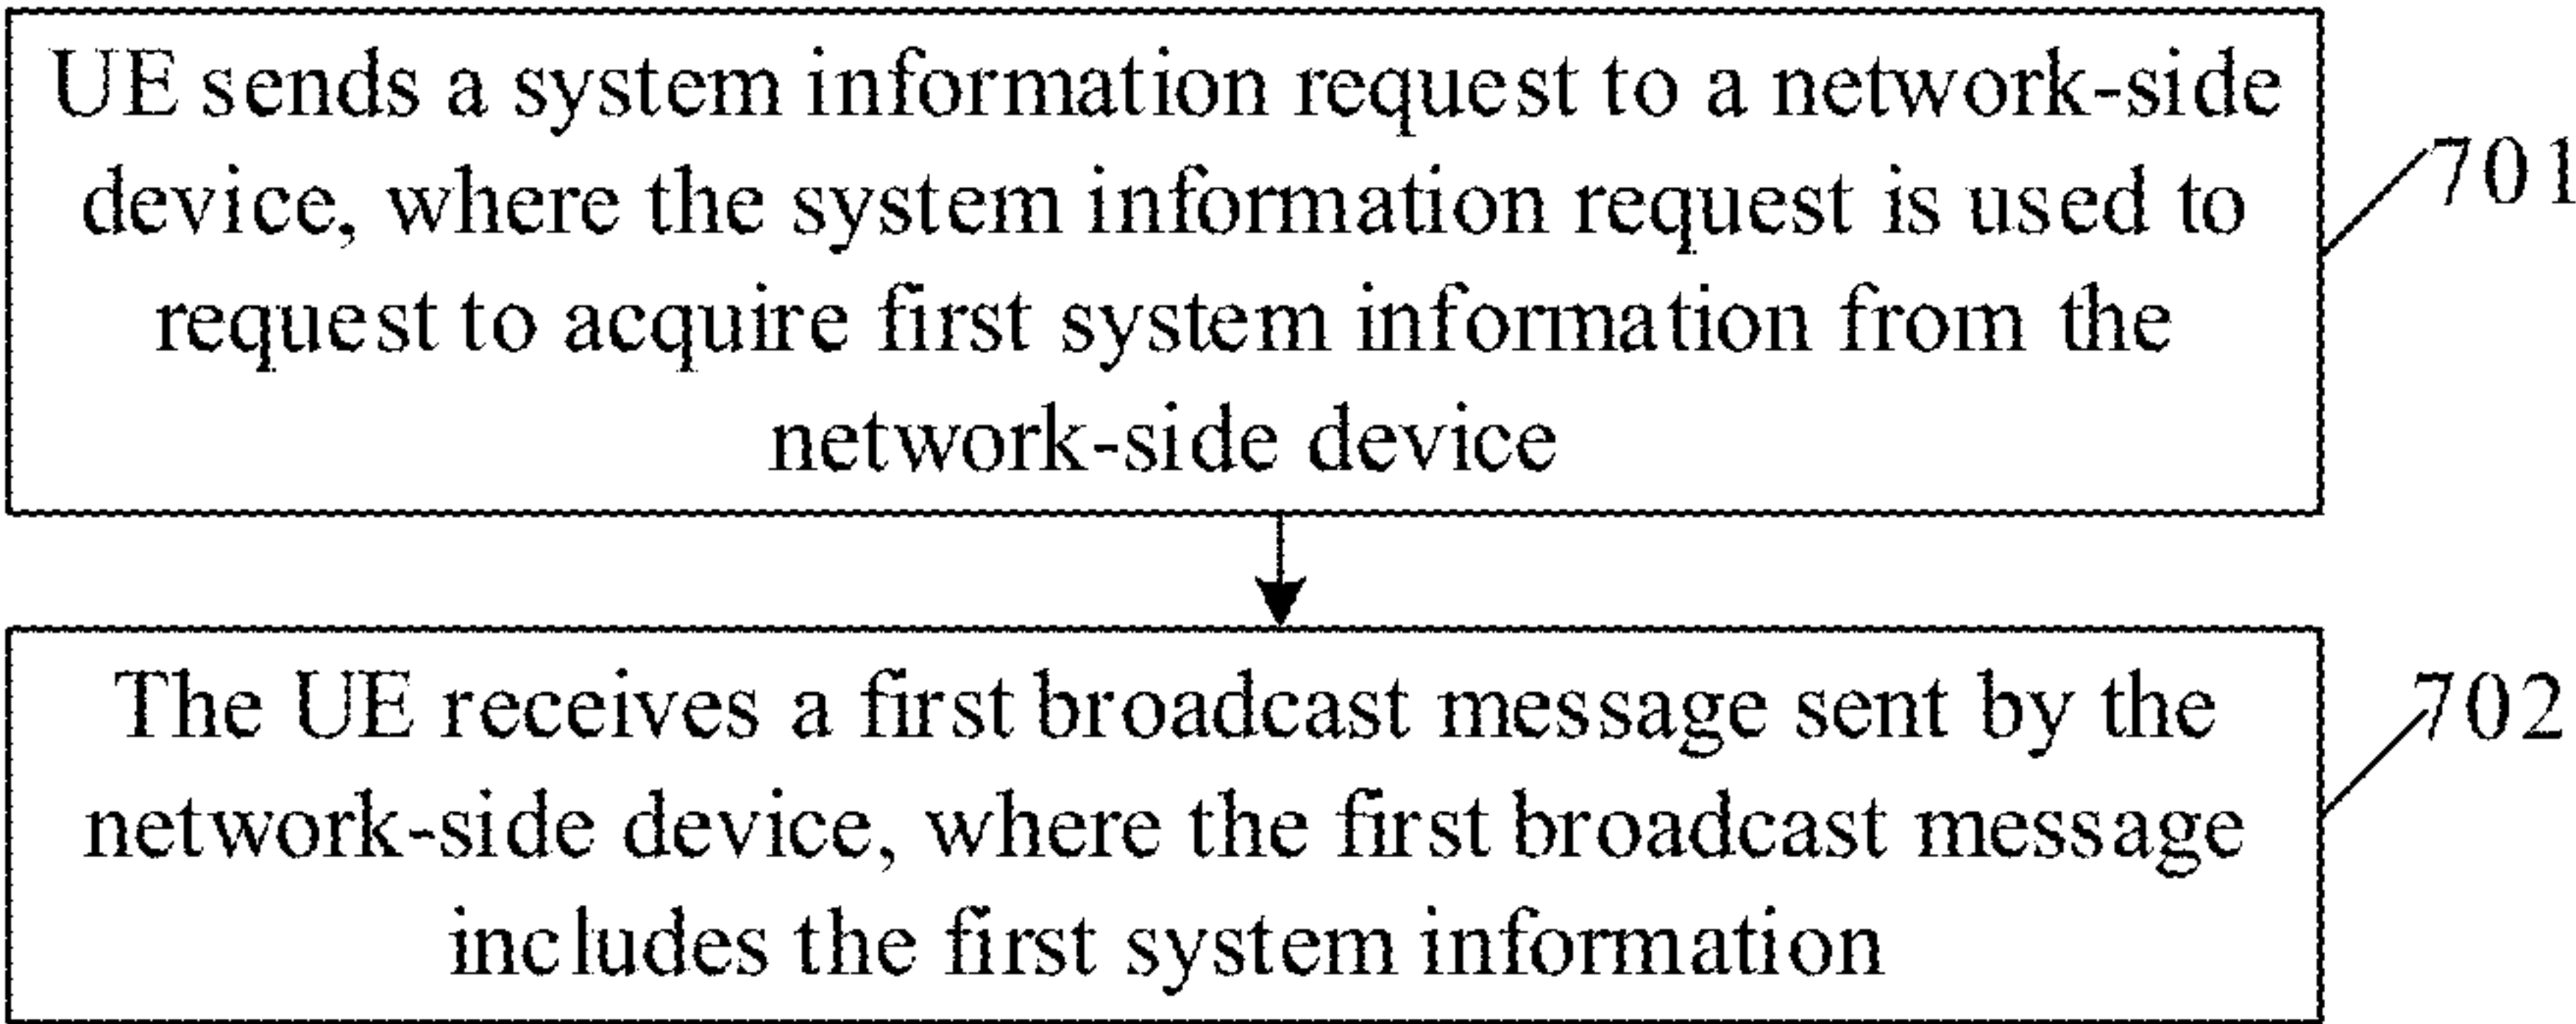 UE sends a system information request to a network-side
device, where the system information request is used to
request to acquire first system information from the
network-side device
701
The UE receives a first broadcast message sent by the
network-side device, where the first broadcast message
includes the first system information
702